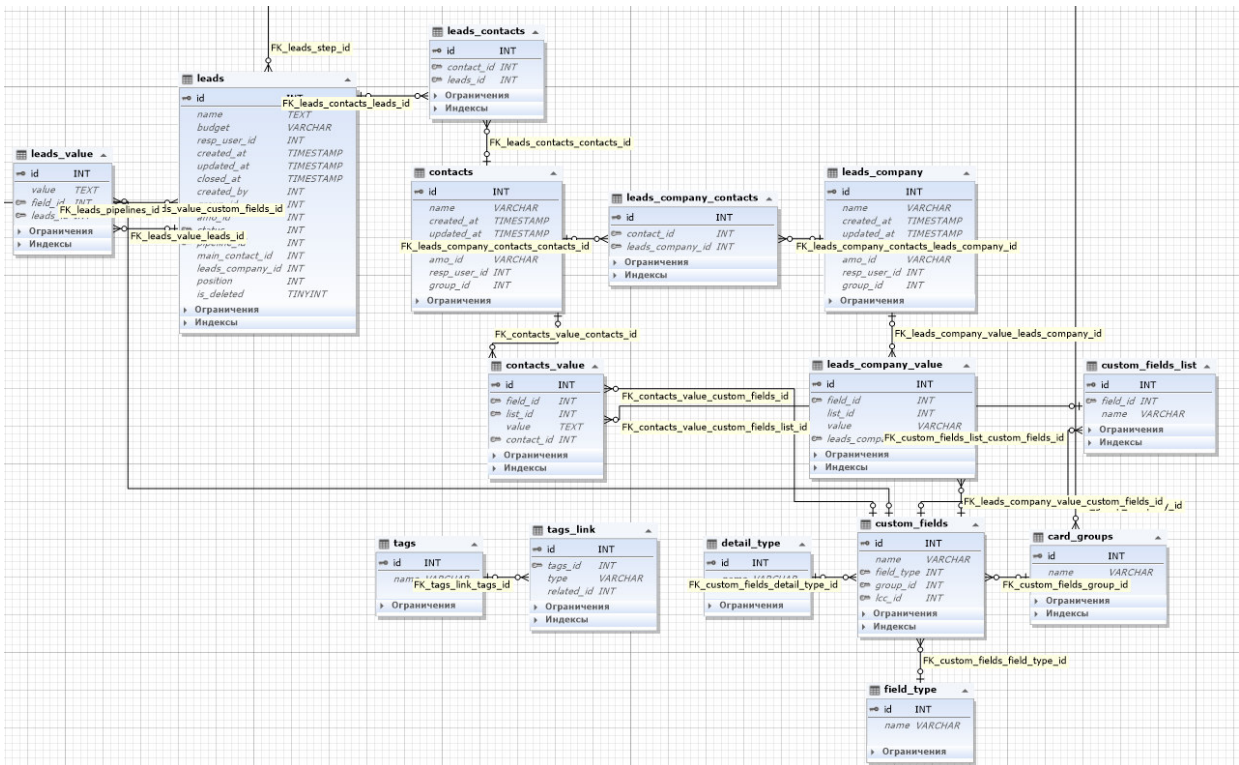 FK_leads_step_id
leads_contacts
id INT
contact_id INT
leads_id INT
Ограничения
Индексы
leads
id
FK_leads_contacts_leads_id
name TEXT
budget VARCHAR
resp_user_id INT
created_at TIMESTAMP
updated_at TIMESTAMP
closed_at TIMESTAMP
created_by INT
INT
INT
INT
INT
main_contact_id INT
leads_company_id INT
position INT
is_deleted TINYINT
Ограничения
Индексы
leads_value
id INT
value TEXT
field_id
FK_leads_pipelines_id
ds_value_custom_fields_id
FK_leads_value_leads_id
Ограничения
Индексы
FK_leads_contacts_contacts_id
contacts
id INT
name VARCHAR
created_at TIMESTAMP
updated_at TIMESTAMP
FK_leads_company_contacts_contacts_id
amo_id VARCHAR
resp_user_id INT
group_id INT
Ограничения
leads_company_contacts
id INT
contact_id INT
leads_company_id INT
Ограничения
Индексы
leads_company
id INT
name VARCHAR
created_at TIMESTAMP
updated_at TIMESTAMP
FK_leads_company_contacts_leads_company_id
amo_id VARCHAR
resp_user_id INT
group_id INT
Ограничения
FK_contacts_value_contacts_id
FK_leads_company_value_leads_company_id
contacts_value
id INT
field_id INT
list_id INT
value TEXT
contact_id INT
Ограничения
Индексы
FK_contacts_value_custom_fields_id
FK_contacts_value_custom_fields_list_id
leads_company_value
id INT
field_id INT
list_id INT
value VARCHAR
FK_custom_fields_list_custom_fields_id
Ограничения
Индексы
custom_fields_list
id INT
field_id INT
name VARCHAR
Ограничения
Индексы
FK_leads_company_value_custom_fields_id
tags
id INT
FK_tags_link_tags_id
Ограничения
tags_link
id INT
tags_id INT
type VARCHAR
related_id INT
Ограничения
Индексы
detail_type
id INT
FK_custom_fields_detail_type_id
Ограничения
custom_fields
id INT
name VARCHAR
field_type INT
group_id INT
lcc_id INT
Ограничения
Индексы
card_groups
id INT
name VARCHAR
FK_custom_fields_group_id
Ограничения
Индексы
FK_custom_fields_field_type_id
field_type
id INT
name VARCHAR
Ограничения